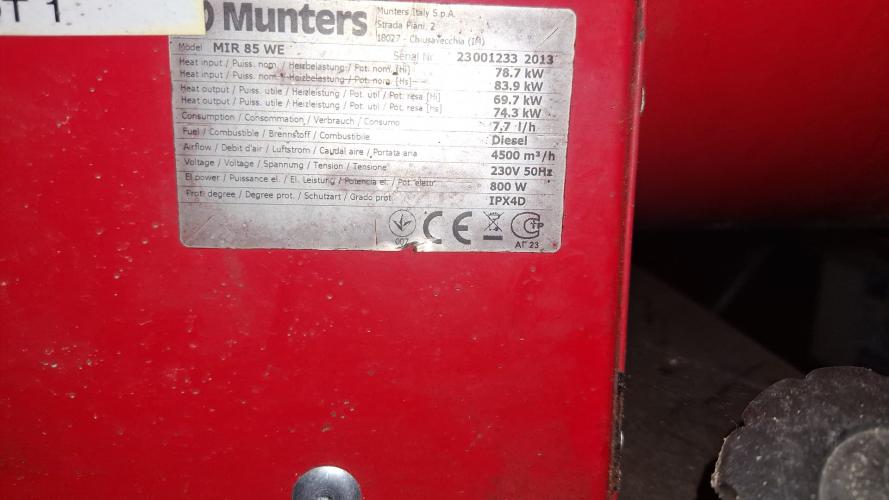 T 1
Munters
Munters Italy S.p.A.
Strada Piani, 2
18027 - Chiusavecchia (IM)
Model MIR 85 WE Serial Nr. 23001233 2013
Heat input / Puiss. nom. / Heizbelastung / Pot. nom. [Hi] 78.7 kW
Heat input / Puiss. nom. / Heizbelastung / Pot. nom. [Hs] 83.9 kW
Heat output / Puiss. utile / Heizleistung / Pot. util / Pot. resa [Hi] 69.7 kW
Heat output / Puiss. utile / Heizleistung / Pot. util / Pot. resa [Hs] 74.3 kW
Consumption / Consommation / Verbrauch / Consumo 7.7 l/h
Fuel / Combustible / Brennstoff / Combustibile Diesel
Airflow / Debit d'air / Luftstrom / Caudal aire / Portata aria 4500 m³/h
Voltage / Voltage / Spannung / Tension / Tensione 230V 50Hz
El power / Puissance el. / El. Leistung / Potencia el. / Pot. elettr. 800 W
Prot. degree / Degree prot. / Schutzart / Grado prot. IPX4D
007 CE АГ 23